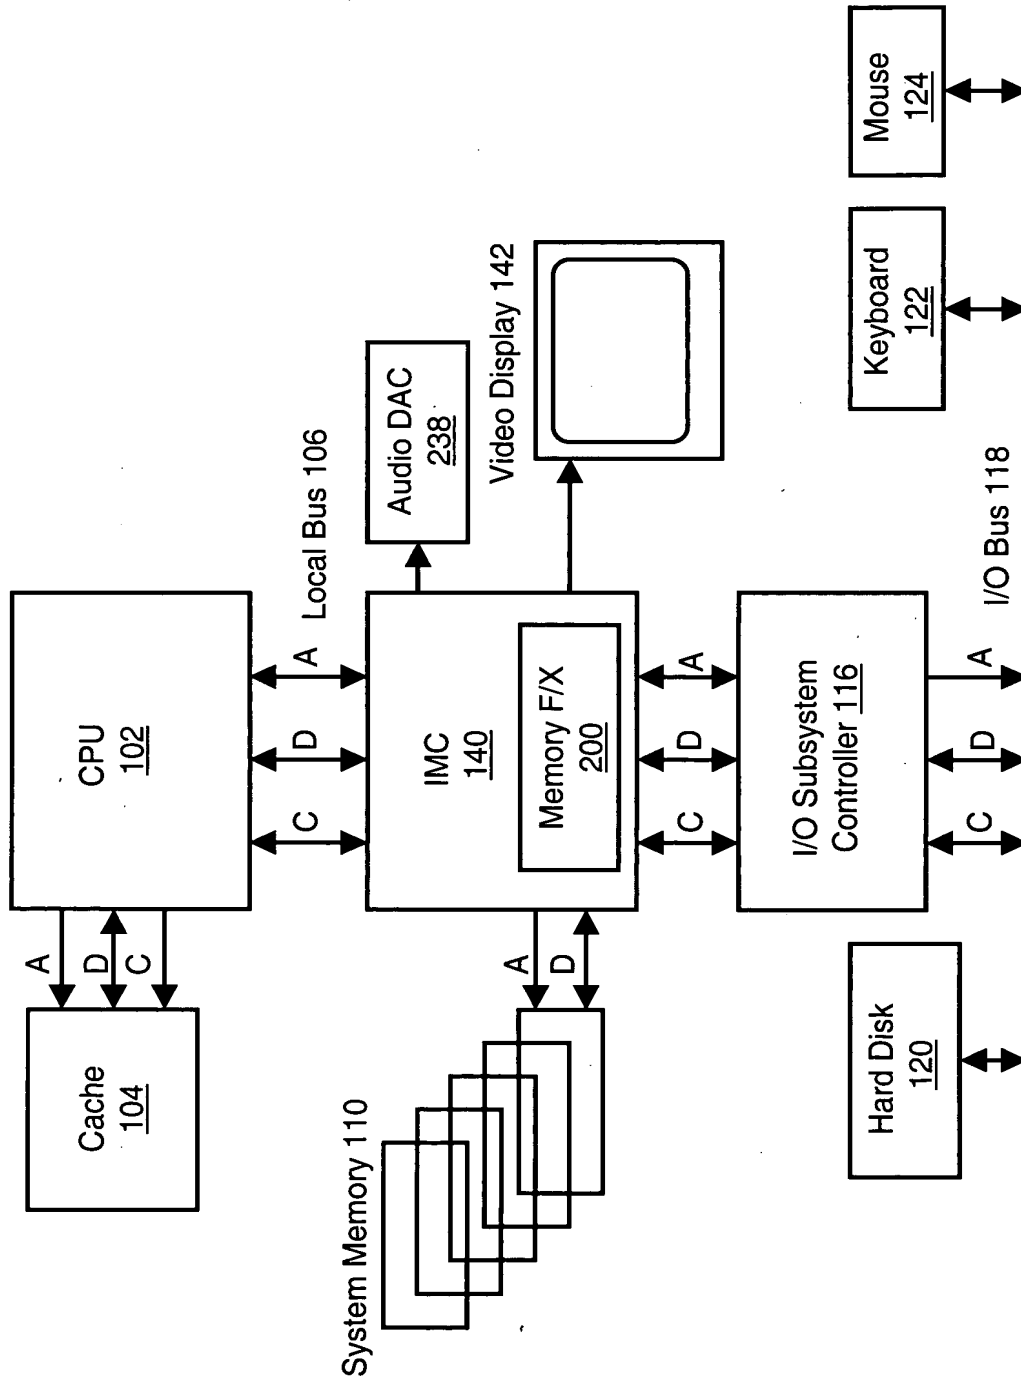 CPU
102
Cache
104
A
D
C
Local Bus 106
C
D
A
System Memory 110
A
D
IMC
140
Memory F/X
200
Audio DAC
238
Video Display 142
C
D
A
I/O Subsystem
Controller 116
Hard Disk
120
Keyboard
122
Mouse
124
C
D
A
I/O Bus 118